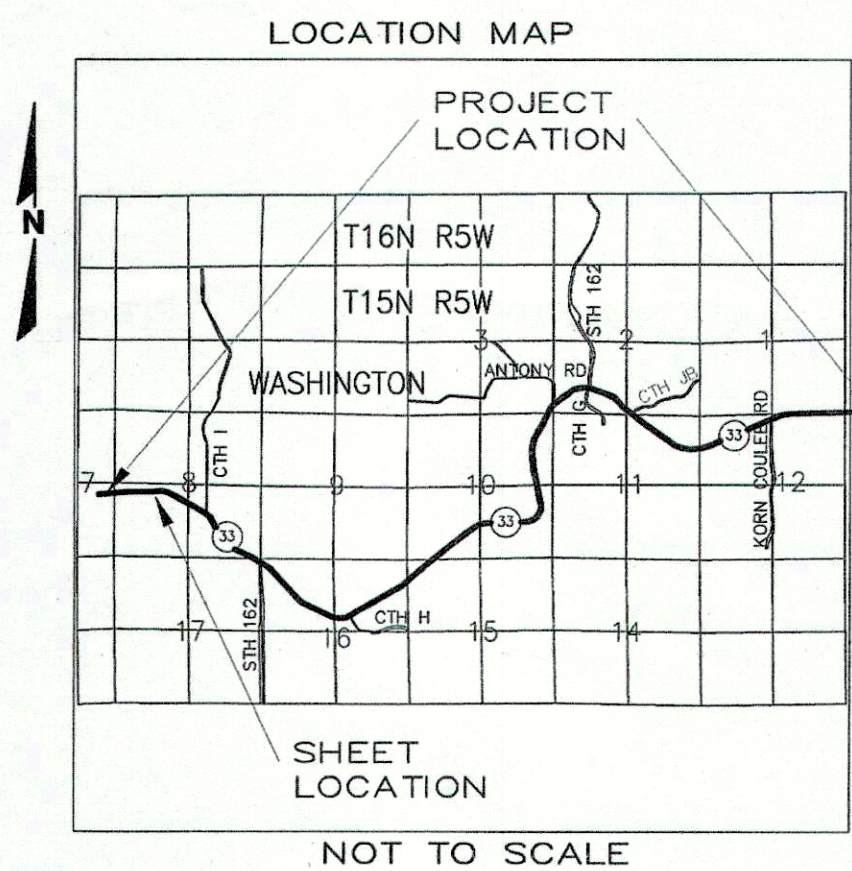 LOCATION MAP
PROJECT
LOCATION
N
T16N R5W
STH 162
T15N R5W
3
2
1
ANTONY RD
WASHINGTON
CTH JB
CTH G
CTH I
33
KORN COULEE RD
7
8
9
10
11
12
33
33
CTH H
STH 162
17
16
15
14
SHEET
LOCATION
NOT TO SCALE